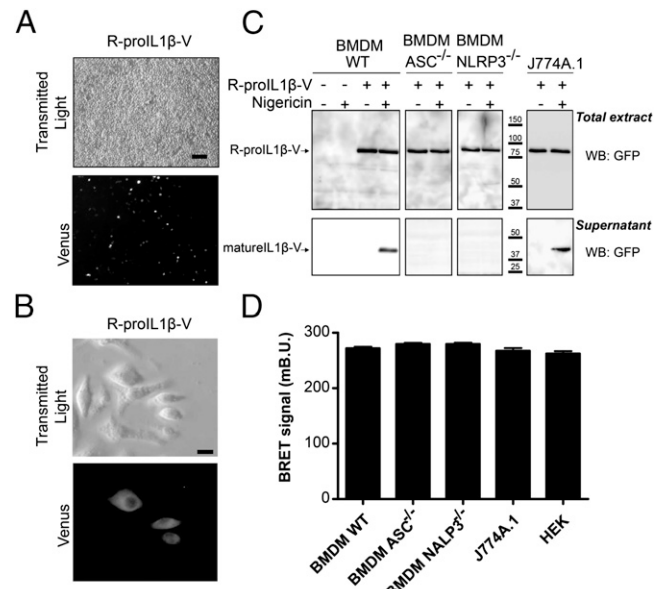 A
R-proIL1β-V
Transmitted Light
Venus
B
R-proIL1β-V
Transmitted Light
Venus
C
BMDM WT
BMDM ASC-/-
BMDM NLRP3-/-
J774A.1
R-proIL1β-V - - + + + + + + + +
Nigericin - + - + - + - + - +
R-proIL1β-V
150
100
75
50
37
Total extract
WB: GFP
matureIL1β-V
50
37
25
Supernatant
WB: GFP
D
BRET signal (mB.U.)
300
200
100
0
BMDM WT
BMDM ASC-/-
BMDM NALP3-/-
J774A.1
HEK